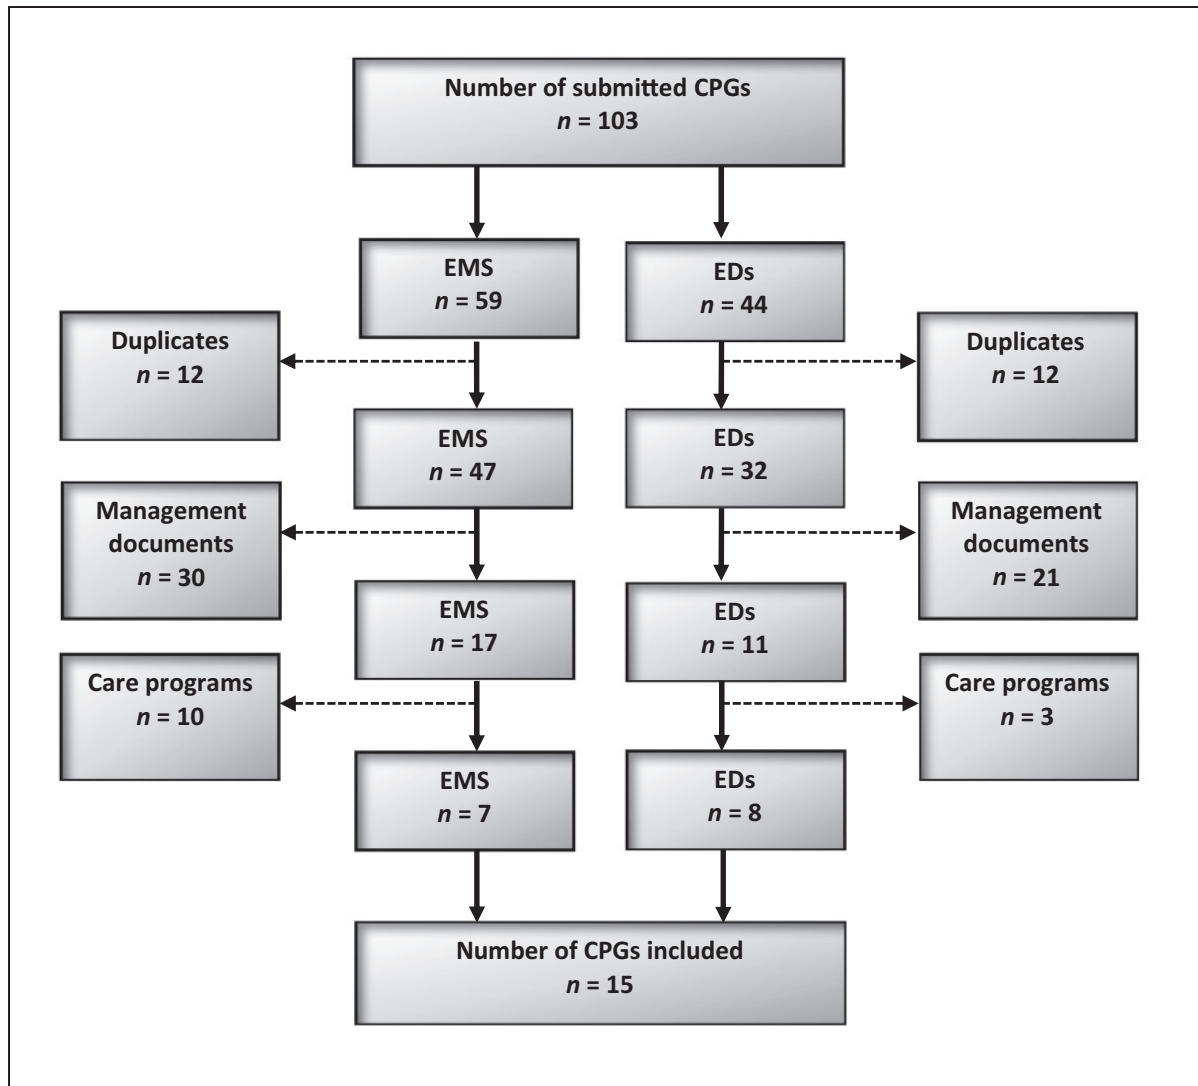 Number of submitted CPGs
n = 103
EMS
n = 59
EDs
n = 44
Duplicates
n = 12
Duplicates
n = 12
EMS
n = 47
EDs
n = 32
Management
documents
n = 30
Management
documents
n = 21
EMS
n = 17
EDs
n = 11
Care programs
n = 10
Care programs
n = 3
EMS
n = 7
EDs
n = 8
Number of CPGs included
n = 15